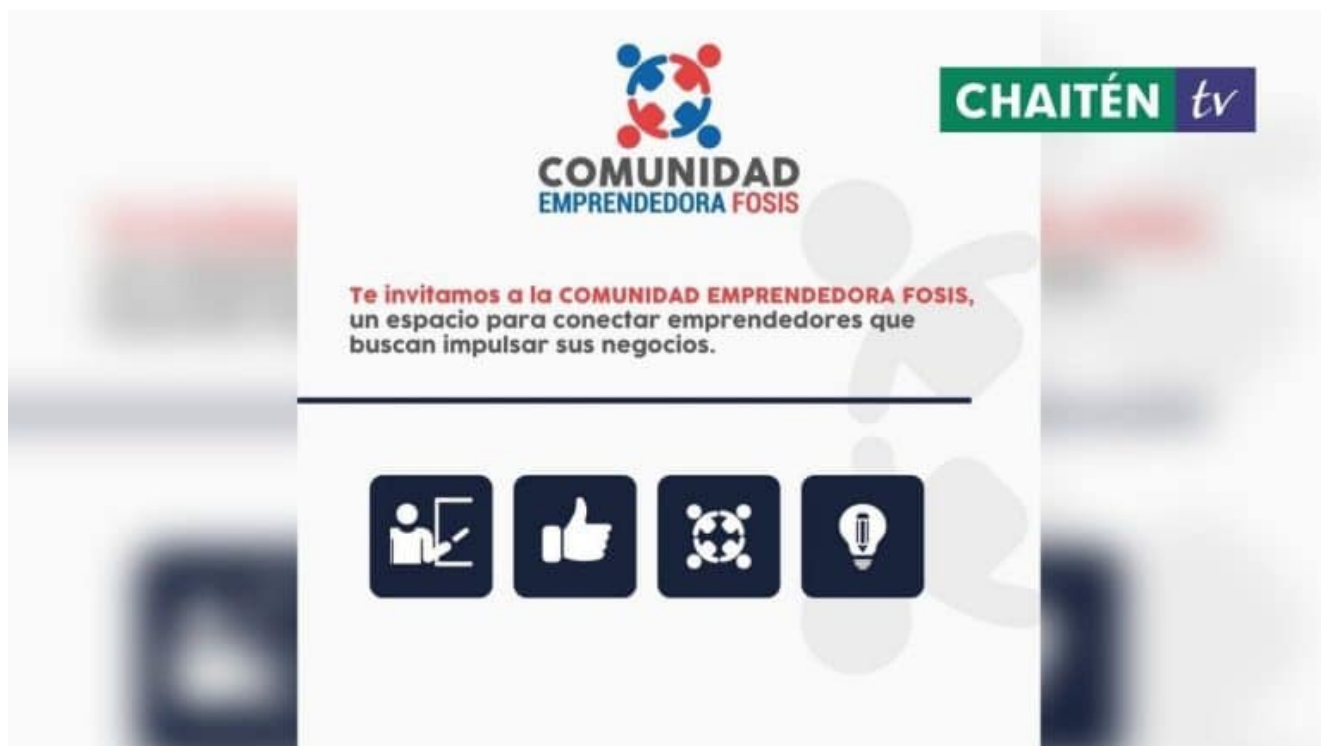 COMUNIDAD
EMPRENDEDORA FOSIS
CHAITÉN tv
Te invitamos a la COMUNIDAD EMPRENDEDORA FOSIS,
un espacio para conectar emprendedores que
buscan impulsar sus negocios.